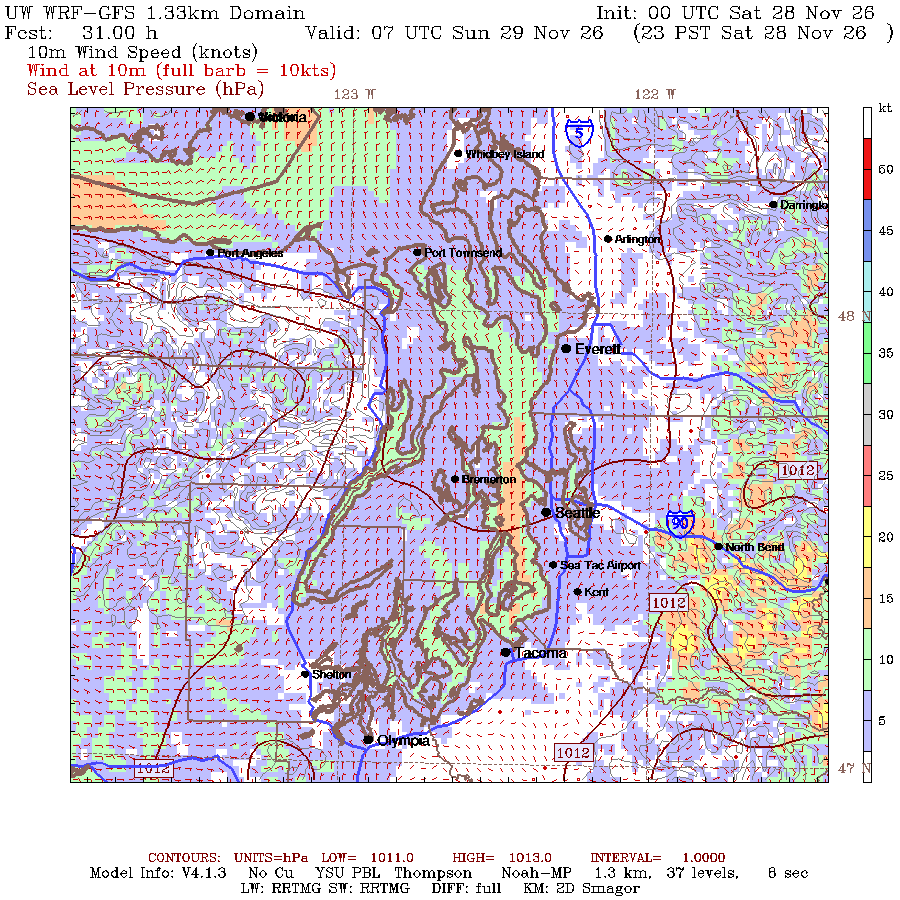 UW WRF-GFS 1.33km Domain Init: 00 UTC Sat 28 Nov 26
Fcst: 31.00 h Valid: 07 UTC Sun 29 Nov 26 (23 PST Sat 28 Nov 26 )
10m Wind Speed (knots)
Wind at 10m (full barb = 10kts)
Sea Level Pressure (hPa)
123 W 122 W
kt
Victoria
5
Whidbey Island
60
Darringto
45
Arlington
Port Angeles
Port Townsend
40
48 N
Everett
35
30
1012
25
Bremerton
Seattle
90
20
North Bend
Sea Tac Airport
Kent
15
1012
Tacoma
10
Shelton
5
Olympia
1012
1012
47 N
CONTOURS: UNITS=hPa LOW= 1011.0 HIGH= 1013.0 INTERVAL= 1.0000
Model Info: V4.1.3 No Cu YSU PBL Thompson Noah-MP 1.3 km, 37 levels, 8 sec
LW: RRTMG SW: RRTMG DIFF: full KM: 2D Smagor